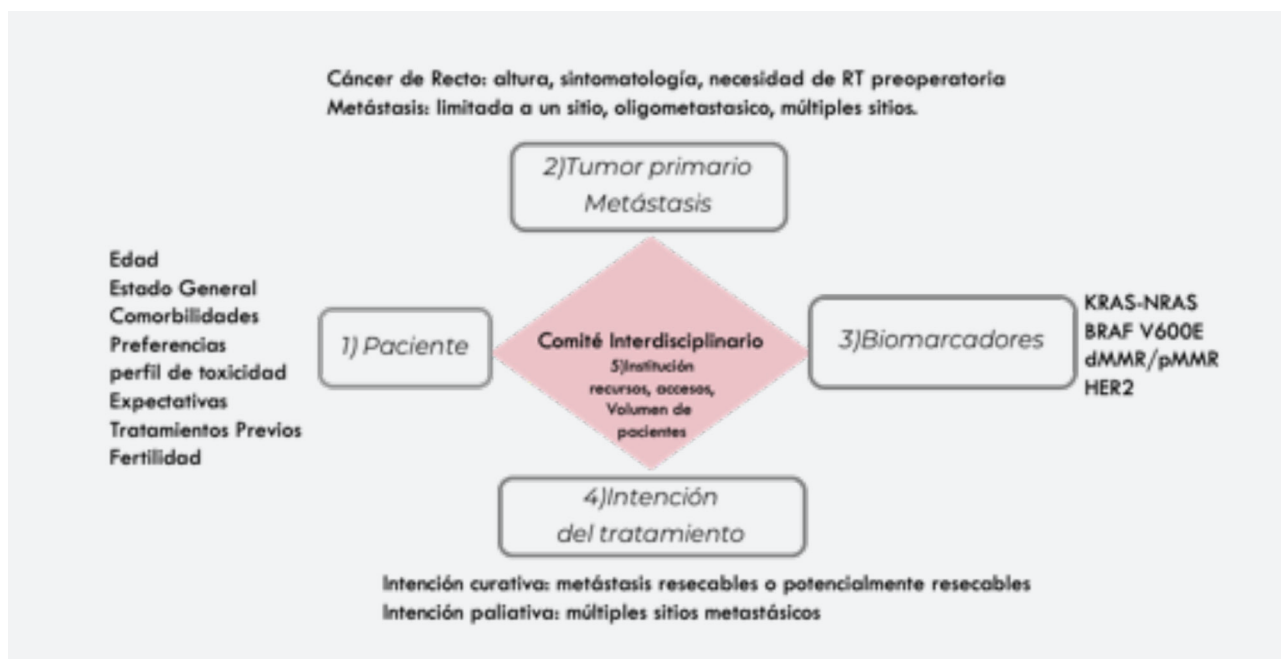 Cáncer de Recto: altura, sintomatología, necesidad de RT preoperatoria
Metástasis: limitada a un sitio, oligometastasico, múltiples sitios.
2)Tumor primario
Metástasis
Edad
Estado General
Comorbilidades
Preferencias
perfil de toxicidad
Expectativas
Tratamientos Previos
Fertilidad
1) Paciente
Comité Interdisciplinario
5)Institución
recursos, accesos,
Volumen de
pacientes
3)Biomarcadores
KRAS-NRAS
BRAF V600E
dMMR/pMMR
HER2
4)Intención
del tratamiento
Intención curativa: metástasis resecables o potencialmente resecables
Intención paliativa: múltiples sitios metastásicos